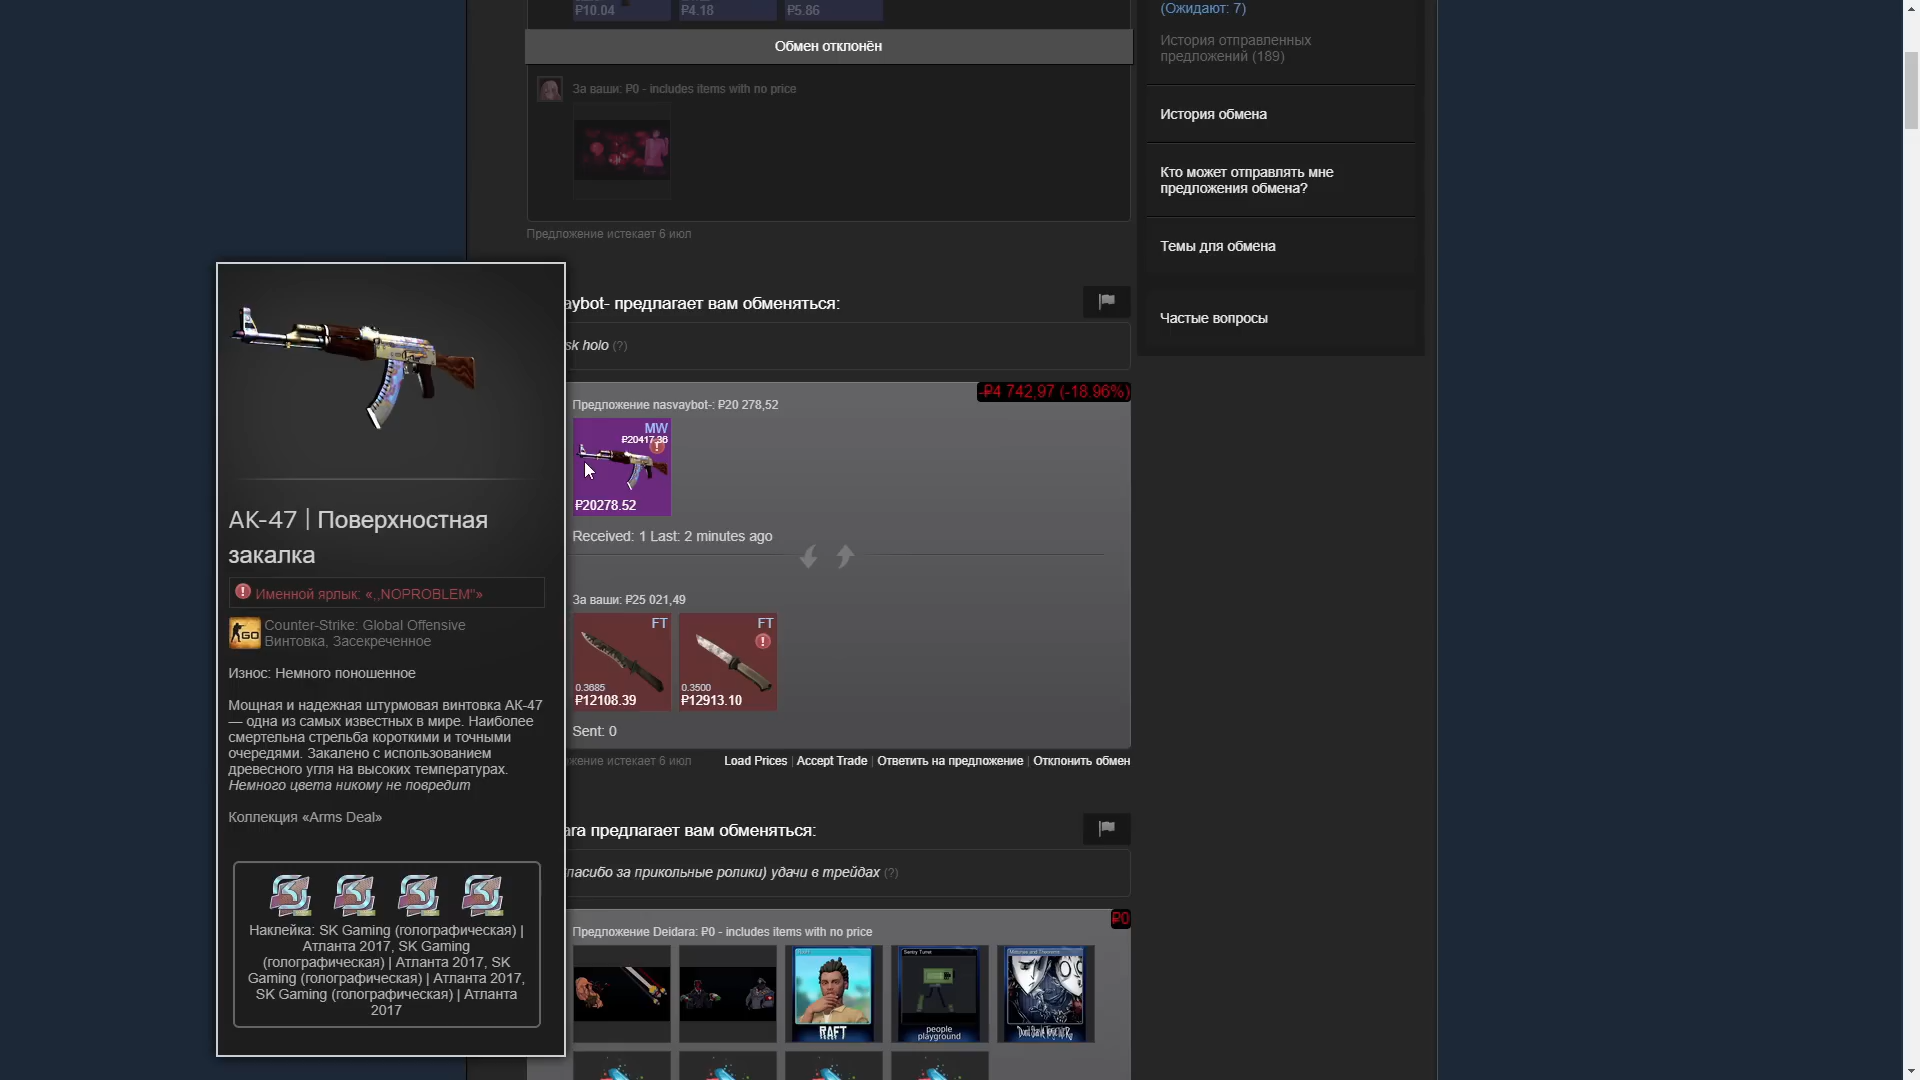 ₽10.04
₽4.18
₽5.86
Обмен отклонён
За ваши: ₽0 - includes items with no price
Предложение истекает 6 июл
(Ожидают: 7)
История отправленных
предложений (189)
История обмена
Кто может отправлять мне
предложения обмена?
Темы для обмена
Частые вопросы
aybot- предлагает вам обменяться:
sk holo (?)
-₽4 742,97 (-18.96%)
Предложение nasvaybot-: ₽20 278,52
MW
₽20417.36
₽20278.52
Received: 1 Last: 2 minutes ago
За ваши: ₽25 021,49
FT
0.3685
₽12108.39
FT
0.3500
₽12913.10
Sent: 0
жение истекает 6 июл
Load Prices | Accept Trade | Ответить на предложение | Отклонить обмен
AK-47 | Поверхностная
закалка
Именной ярлык: «,,NOPROBLEM"»
GO
Counter-Strike: Global Offensive
Винтовка, Засекреченное
Износ: Немного поношенное
Мощная и надежная штурмовая винтовка АК-47
— одна из самых известных в мире. Наиболее
смертельна стрельба короткими и точными
очередями. Закалено с использованием
древесного угля на высоких температурах.
Немного цвета никому не повредит
Коллекция «Arms Deal»
Наклейка: SK Gaming (голографическая) |
Атланта 2017, SK Gaming
(голографическая) | Атланта 2017, SK
Gaming (голографическая) | Атланта 2017,
SK Gaming (голографическая) | Атланта
2017
ara предлагает вам обменяться:
пасибо за прикольные ролики) удачи в трейдах (?)
₽0
Предложение Deidara: ₽0 - includes items with no price
RAFT
Sentry Turret
people
playground
Don't Starve Together